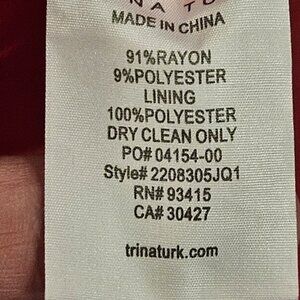 N A T U
MADE IN CHINA
91%RAYON
9%POLYESTER
LINING
100%POLYESTER
DRY CLEAN ONLY
PO# 04154-00
Style# 2208305JQ1
RN# 93415
CA# 30427
trinaturk.com